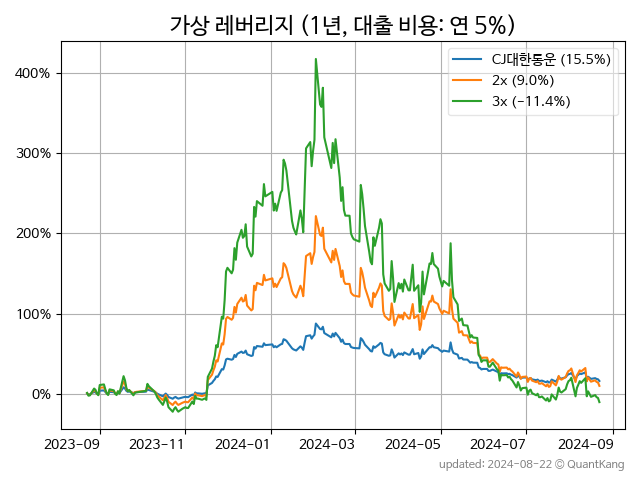 가상 레버리지 (1년, 대출 비용: 연 5%)
CJ대한통운 (15.5%)
2x (9.0%)
3x (-11.4%)
400%
300%
200%
100%
0%
2023-09 2023-11 2024-01 2024-03 2024-05 2024-07 2024-09
updated: 2024-08-22 © QuantKang